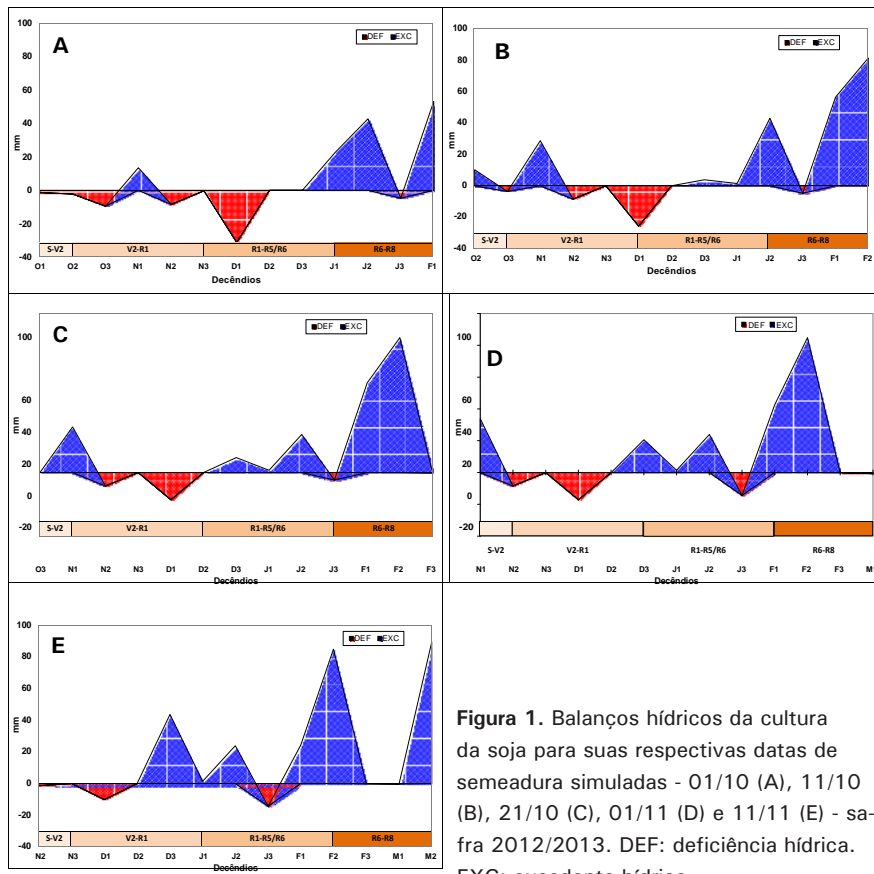 A
DEF EXC
mm
100
80
60
40
20
0
-20
-40
S-V2 V2-R1 R1-R5/R6 R6-R8
O1 O2 O3 N1 N2 N3 D1 D2 D3 J1 J2 J3 F1
Decêndios
B
DEF EXC
mm
100
80
60
40
20
0
-20
-40
S-V2 V2-R1 R1-R5/R6 R6-R8
O2 O3 N1 N2 N3 D1 D2 D3 J1 J2 J3 F1 F2
Decêndios
C
DEF EXC
mm
100
60
40
20
0
-20
S-V2 V2-R1 R1-R5/R6 R6-R8
O3 N1 N2 N3 D1 D2 D3 J1 J2 J3 F1 F2 F3
Decêndios
D
DEF EXC
mm
100
60
40
20
0
-20
S-V2 V2-R1 R1-R5/R6 R6-R8
N1 N2 N3 D1 D2 D3 J1 J2 J3 F1 F2 F3
Decêndios
E
DEF EXC
mm
100
80
60
40
20
0
-20
-40
S-V2 V2-R1 R1-R5/R6 R6-R8
N2 N3 D1 D2 D3 J1 J2 J3 F1 F2 F3 M1 M2
Decêndios
Figura 1. Balanços hídricos da cultura
da soja para suas respectivas datas de
semeadura simuladas - 01/10 (A), 11/10
(B), 21/10 (C), 01/11 (D) e 11/11 (E) - sa-
fra 2012/2013. DEF: deficiência hídrica.